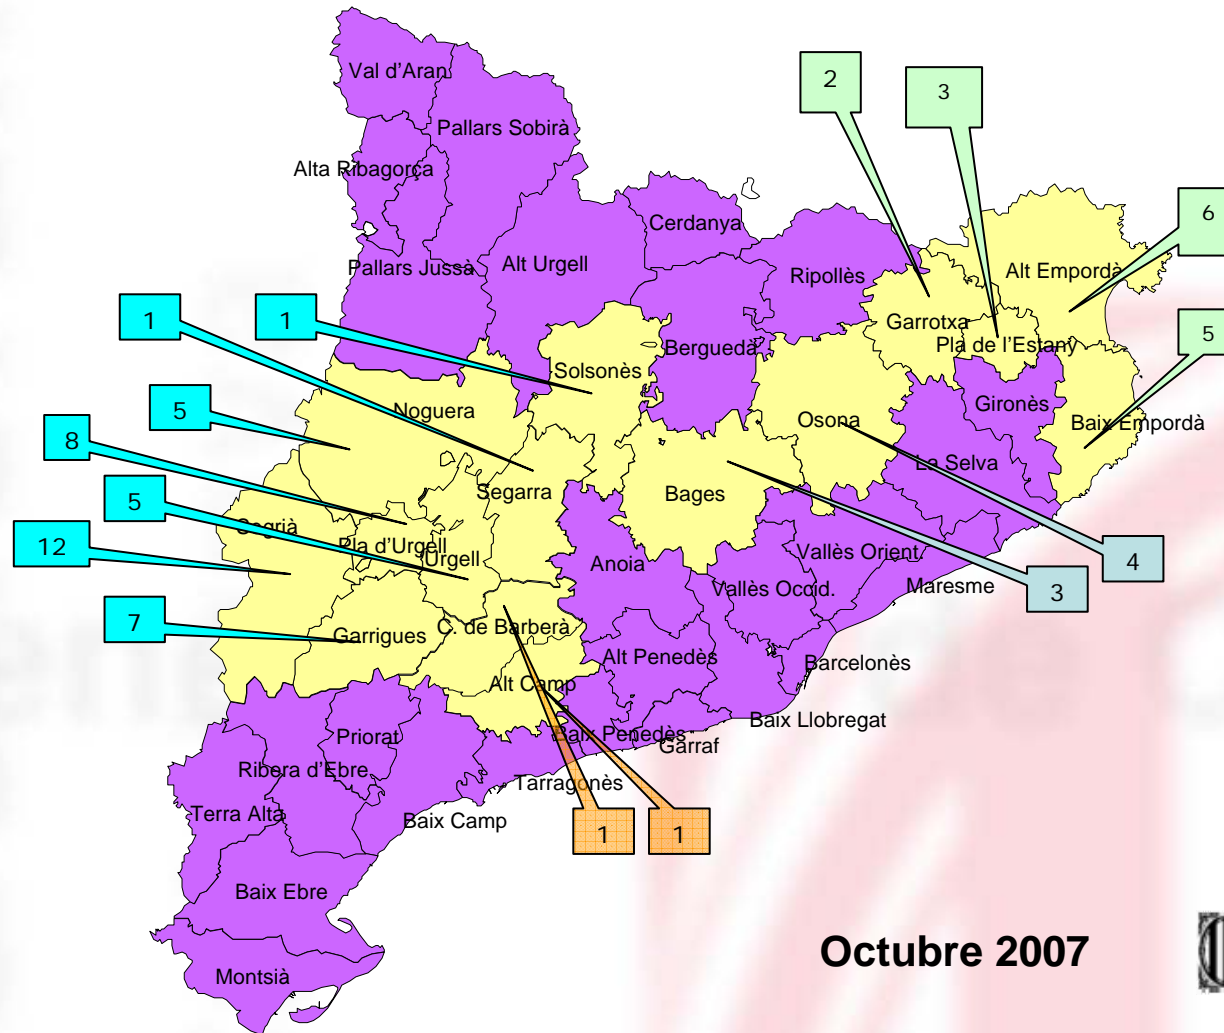 Val d'Aran
2
3
Pallars Sobirà
Alta Ribagorça
6
Cerdanya
Pallars Jussà
Alt Urgell
Ripollès
Alt Empordà
1
1
Garrotxa
Berguedà
Pla de l'Estany
5
Solsonès
5
Noguera
Gironès
Osona
Baix Empordà
8
La Selva
Segarra
Bages
5
Segrià
12
Pla d'Urgell
Urgell
Anoia
Vallès Orient.
4
Vallès Occid.
Maresme
3
7
Garrigues
C. de Barberà
Alt Penedès
Barcelonès
Alt Camp
Baix Llobregat
Priorat
Baix Penedès
Garraf
Ribera d'Ebre
Tarragonès
Terra Alta
Baix Camp
1
1
Baix Ebre
Octubre 2007
Montsià